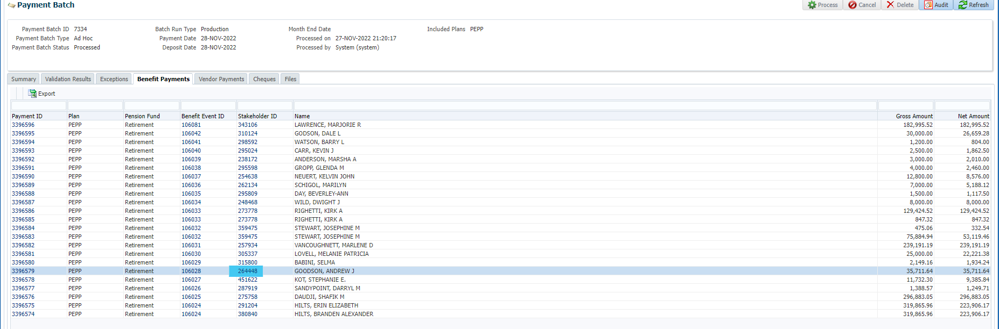 Payment Batch Process Cancel Delete Audit Refresh
Payment Batch ID 7334 Batch Run Type Production Month End Date Included Plans PEPP
Payment Batch Type Ad Hoc Payment Date 28-NOV-2022 Processed on 27-NOV-2022 21:20:17
Payment Batch Status Processed Deposit Date 28-NOV-2022 Processed by System (system)
Summary Validation Results Exceptions Benefit Payments Vendor Payments Cheques Files
Export
Payment ID Plan Pension Fund Benefit Event ID Stakeholder ID Name Gross Amount Net Amount
3396596 PEPP Retirement 106081 343106 LAWRENCE, MARJORIE R 182,995.52 182,995.52
3396595 PEPP Retirement 106042 310124 GODSON, DALE L 30,000.00 26,659.28
3396594 PEPP Retirement 106041 298592 WATSON, BARRY L 1,200.00 804.00
3396593 PEPP Retirement 106040 295024 CARR, KEVIN J 2,500.00 1,862.50
3396592 PEPP Retirement 106039 238172 ANDERSON, MARSHA A 3,000.00 2,010.00
3396591 PEPP Retirement 106038 295598 GROPP, GLENDA M 4,000.00 2,460.00
3396590 PEPP Retirement 106037 254638 NEUERT, KELVIN JOHN 12,800.00 8,576.00
3396589 PEPP Retirement 106036 262134 SCHIGOL, MARILYN 7,000.00 5,188.12
3396588 PEPP Retirement 106035 295809 DAY, BEVERLEY-ANN 1,500.00 1,117.50
3396587 PEPP Retirement 106034 248468 WILD, DWIGHT J 8,000.00 8,000.00
3396586 PEPP Retirement 106033 273778 RIGHETTI, KIRK A 129,424.52 129,424.52
3396585 PEPP Retirement 106033 273778 RIGHETTI, KIRK A 847.32 847.32
3396584 PEPP Retirement 106032 359475 STEWART, JOSEPHINE M 475.06 332.54
3396583 PEPP Retirement 106032 359475 STEWART, JOSEPHINE M 75,884.94 53,119.46
3396582 PEPP Retirement 106031 257934 VANCOUGHNETT, MARLENE D 239,191.19 239,191.19
3396581 PEPP Retirement 106030 305337 LOVELL, MELANIE PATRICIA 25,000.00 22,221.38
3396580 PEPP Retirement 106029 315800 BABINI, SELMA 2,149.16 1,934.24
3396579 PEPP Retirement 106028 264448 GOODSON, ANDREW J 35,711.64 35,711.64
3396578 PEPP Retirement 106027 451622 KOT, STEPHANIE E. 11,732.30 9,385.84
3396577 PEPP Retirement 106026 287919 SANDYPOINT, DARRYL M 1,388.57 1,249.71
3396576 PEPP Retirement 106025 275758 DAUDJI, SHAFIK M 296,883.05 296,883.05
3396575 PEPP Retirement 106024 291204 HILTS, ERIN ELIZABETH 319,865.96 223,906.17
3396574 PEPP Retirement 106024 380840 HILTS, BRANDEN ALEXANDER 319,865.96 223,906.17